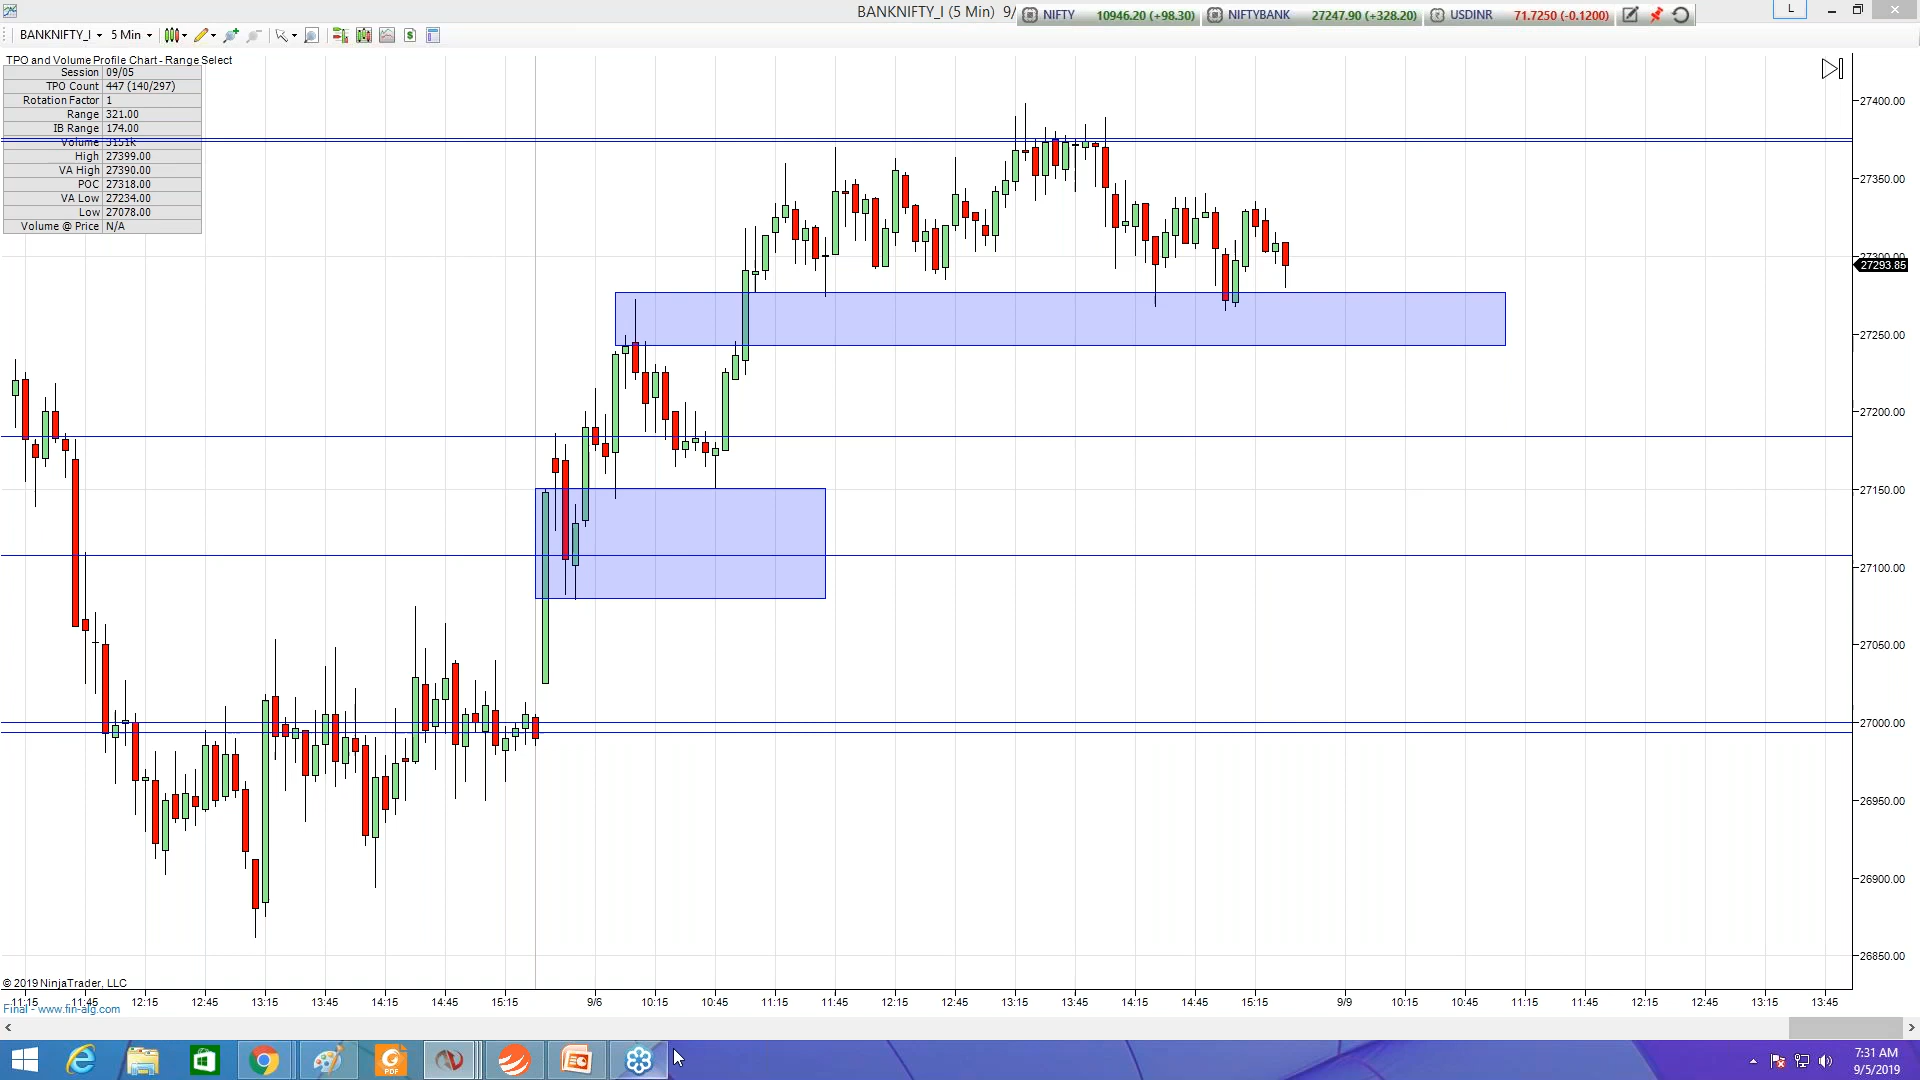 BANKNIFTY_I (5 Min) 9/
NIFTY 10946.20 (+98.30) NIFTYBANK 27247.90 (+328.20) USDINR 71.7250 (-0.1200)
L
BANKNIFTY_I 5 Min
TPO and Volume Profile Chart - Range Select
Session 09/05
TPO Count 447 (140/297)
Rotation Factor 1
Range 321.00
IB Range 174.00
Volume 3151k
High 27399.00
VA High 27390.00
POC 27318.00
VA Low 27234.00
Low 27078.00
Volume @ Price N/A
27400.00
27350.00
27300.00
27293.85
27250.00
27200.00
27150.00
27100.00
27050.00
27000.00
26950.00
26900.00
26850.00
© 2019 NinjaTrader, LLC
11:15 11:45 12:15 12:45 13:15 13:45 14:15 14:45 15:15 9/6 10:15 10:45 11:15 11:45 12:15 12:45 13:15 13:45 14:15 14:45 15:15 9/9 10:15 10:45 11:15 11:45 12:15 12:45 13:15 13:45
Final - www.fin-alg.com
PDF
7:31 AM
9/5/2019